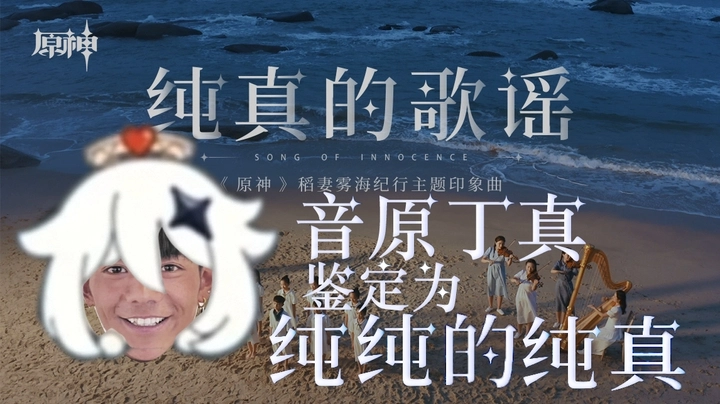 原神
纯真的歌谣
SONG OF INNOCENCE
《原神》稻妻雾海纪行主题印象曲
音原丁真
鉴定为
纯纯的纯真